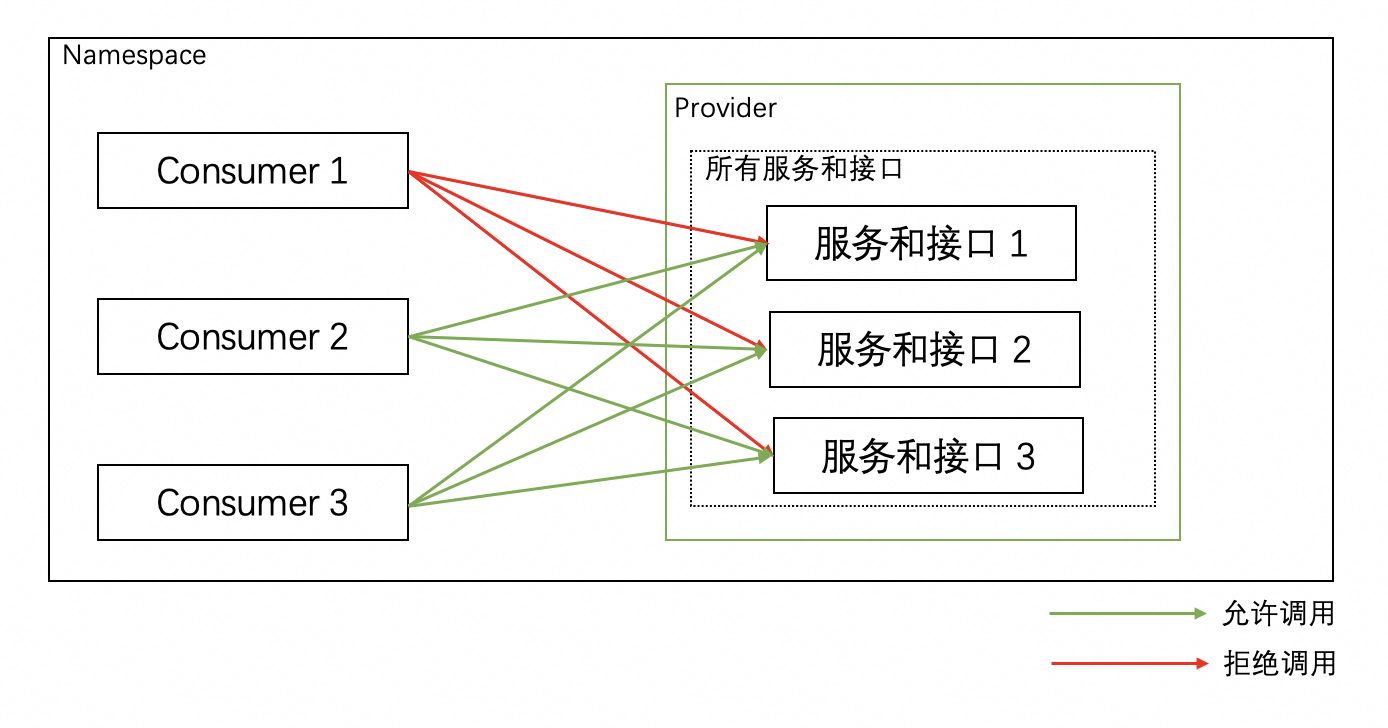 Namespace
Provider
所有服务和接口
Consumer 1
服务和接口 1
Consumer 2
服务和接口 2
Consumer 3
服务和接口 3
允许调用
拒绝调用